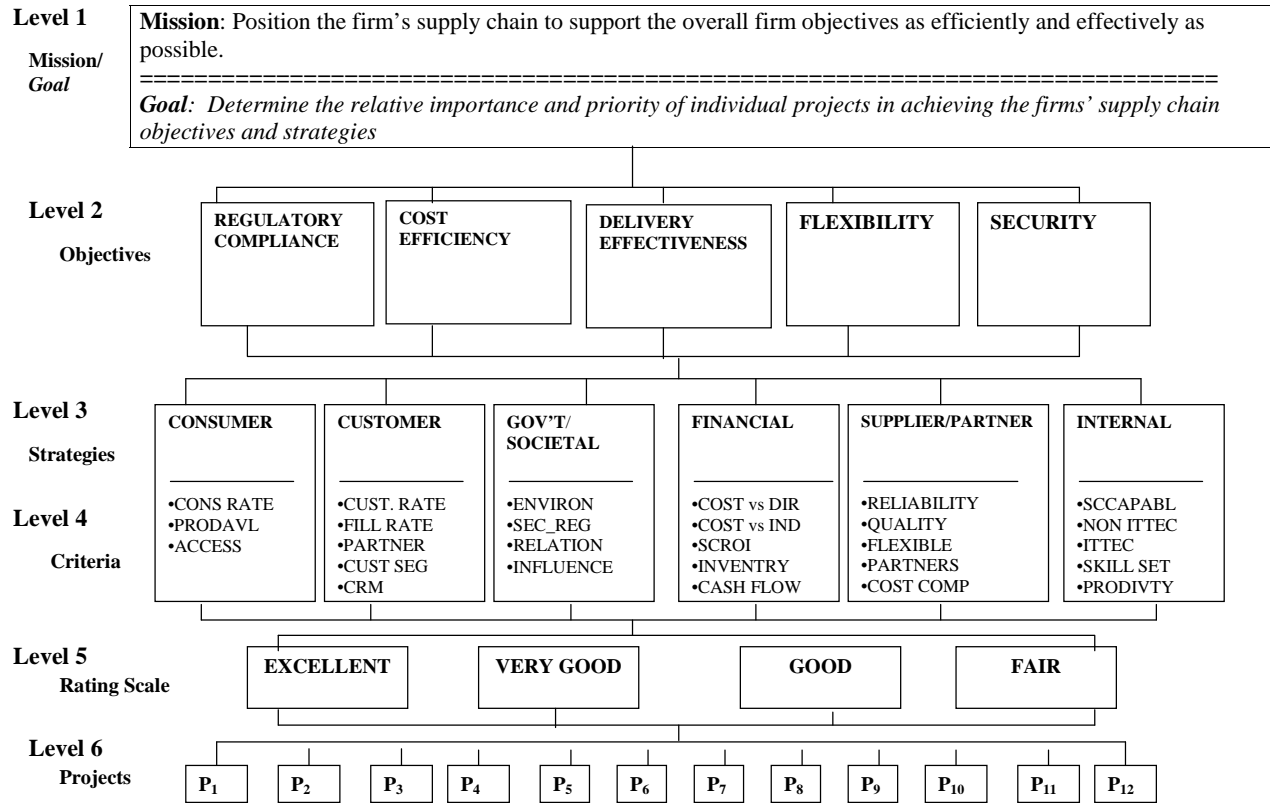 Level 1
Mission/
Goal
Mission: Position the firm's supply chain to support the overall firm objectives as efficiently and effectively as
possible.
================================================================================
Goal: Determine the relative importance and priority of individual projects in achieving the firms' supply chain
objectives and strategies
Level 2
Objectives
REGULATORY
COMPLIANCE
COST
EFFICIENCY
DELIVERY
EFFECTIVENESS
FLEXIBILITY
SECURITY
Level 3
Strategies
CONSUMER
CUSTOMER
GOV'T/
SOCIETAL
FINANCIAL
SUPPLIER/PARTNER
INTERNAL
Level 4
Criteria
•CONS RATE
•PRODAVL
•ACCESS
•CUST. RATE
•FILL RATE
•PARTNER
•CUST SEG
•CRM
•ENVIRON
•SEC_REG
•RELATION
•INFLUENCE
•COST vs DIR
•COST vs IND
•SCROI
•INVENTRY
•CASH FLOW
•RELIABILITY
•QUALITY
•FLEXIBLE
•PARTNERS
•COST COMP
•SCCAPABL
•NON ITTEC
•ITTEC
•SKILL SET
•PRODIVTY
Level 5
Rating Scale
EXCELLENT
VERY GOOD
GOOD
FAIR
Level 6
Projects
P1 P2 P3 P4 P5 P6 P7 P8 P9 P10 P11 P12